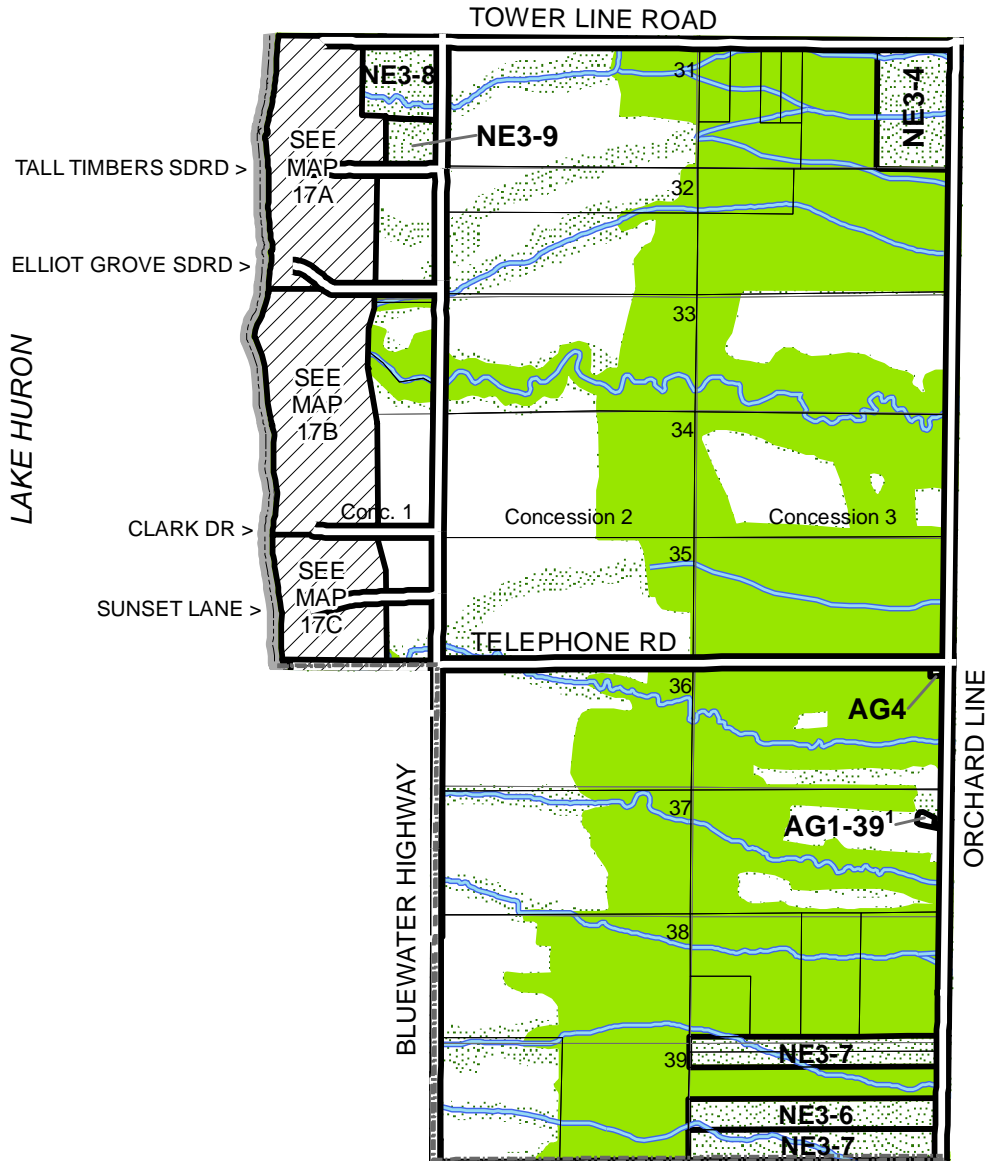 TOWER LINE ROAD
NE3-8
31
NE3-4
NE3-9
SEE
MAP
17A
TALL TIMBERS SDRD >
32
ELLIOT GROVE SDRD >
33
LAKE HURON
SEE
MAP
17B
34
Conc. 1
Concession 2
Concession 3
CLARK DR >
35
SEE
MAP
17C
SUNSET LANE >
TELEPHONE RD
36
AG4
ORCHARD LINE
BLUEWATER HIGHWAY
37
AG1-39¹
38
39
NE3-7
NE3-6
NE3-7